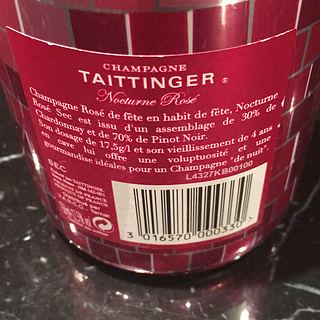 CHAMPAGNE
TAITTINGER®
Nocturne Rosé
Champagne Rosé de fête en habit de fête, Nocturne
Rosé Sec est issu d'un assemblage de 30% de
Chardonnay et de 70% de Pinot Noir.
Son dosage de 17,5g/l et son vieillissement de 4 ans
en cave lui offre une voluptuosité et une
gourmandise idéales pour un Champagne "de nuit".
L4327KB00100
SEC
TAITTINGER,
FRANCE
3 016570 000330